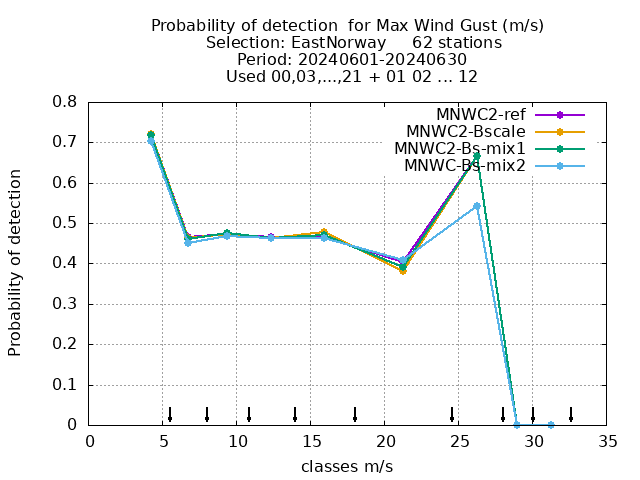 Probability of detection  for Max Wind Gust (m/s)
Selection: EastNorway     62 stations
Period: 20240601-20240630
Used 00,03,...,21 + 01 02 ... 12
MNWC2-ref
MNWC2-Bscale
MNWC2-Bs-mix1
MNWC-Bs-mix2
Probability of detection
0.8
0.7
0.6
0.5
0.4
0.3
0.2
0.1
0
0 5 10 15 20 25 30 35
classes m/s